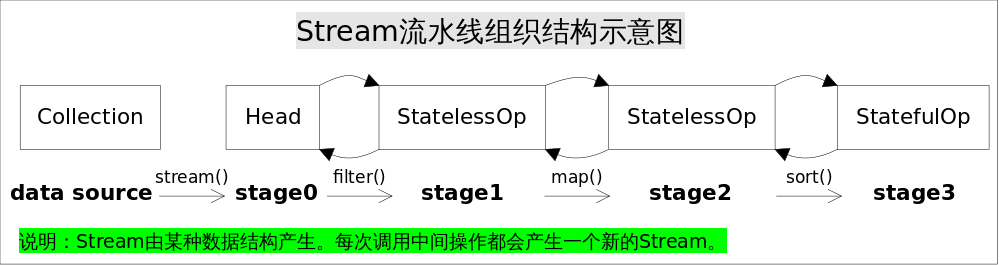 Stream流水线组织结构示意图
Collection Head StatelessOp StatelessOp StatefulOp
stream() filter() map() sort()
data source stage0 stage1 stage2 stage3
说明：Stream由某种数据结构产生。每次调用中间操作都会产生一个新的Stream。